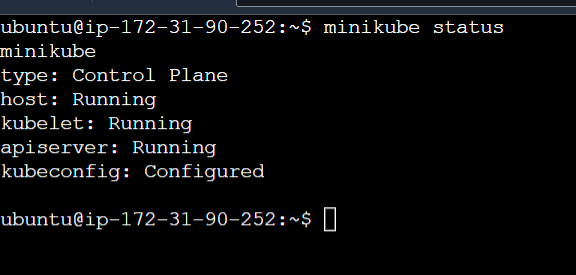 ubuntu@ip-172-31-90-252:~$ minikube status
minikube
type: Control Plane
host: Running
kubelet: Running
apiserver: Running
kubeconfig: Configured
ubuntu@ip-172-31-90-252:~$